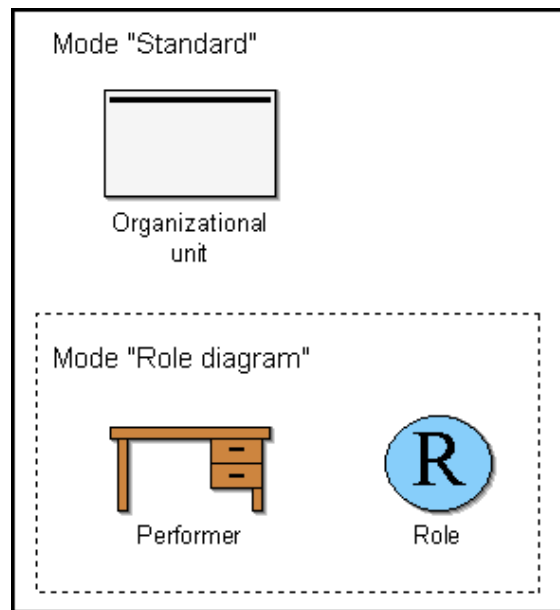 Mode "Standard"
Organizational
unit
Mode "Role diagram"
R
Performer
Role